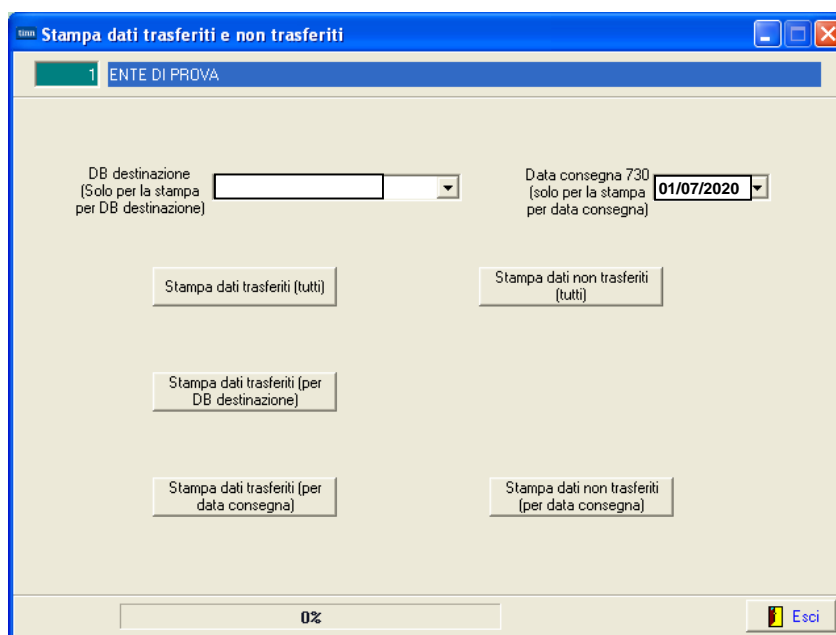 tinn Stampa dati trasferiti e non trasferiti
1 ENTE DI PROVA
DB destinazione
(Solo per la stampa
per DB destinazione)
Data consegna 730
(solo per la stampa
per data consegna)
01/07/2020
Stampa dati trasferiti (tutti)
Stampa dati non trasferiti
(tutti)
Stampa dati trasferiti (per
DB destinazione)
Stampa dati trasferiti (per
data consegna)
Stampa dati non trasferiti
(per data consegna)
0%
Esci